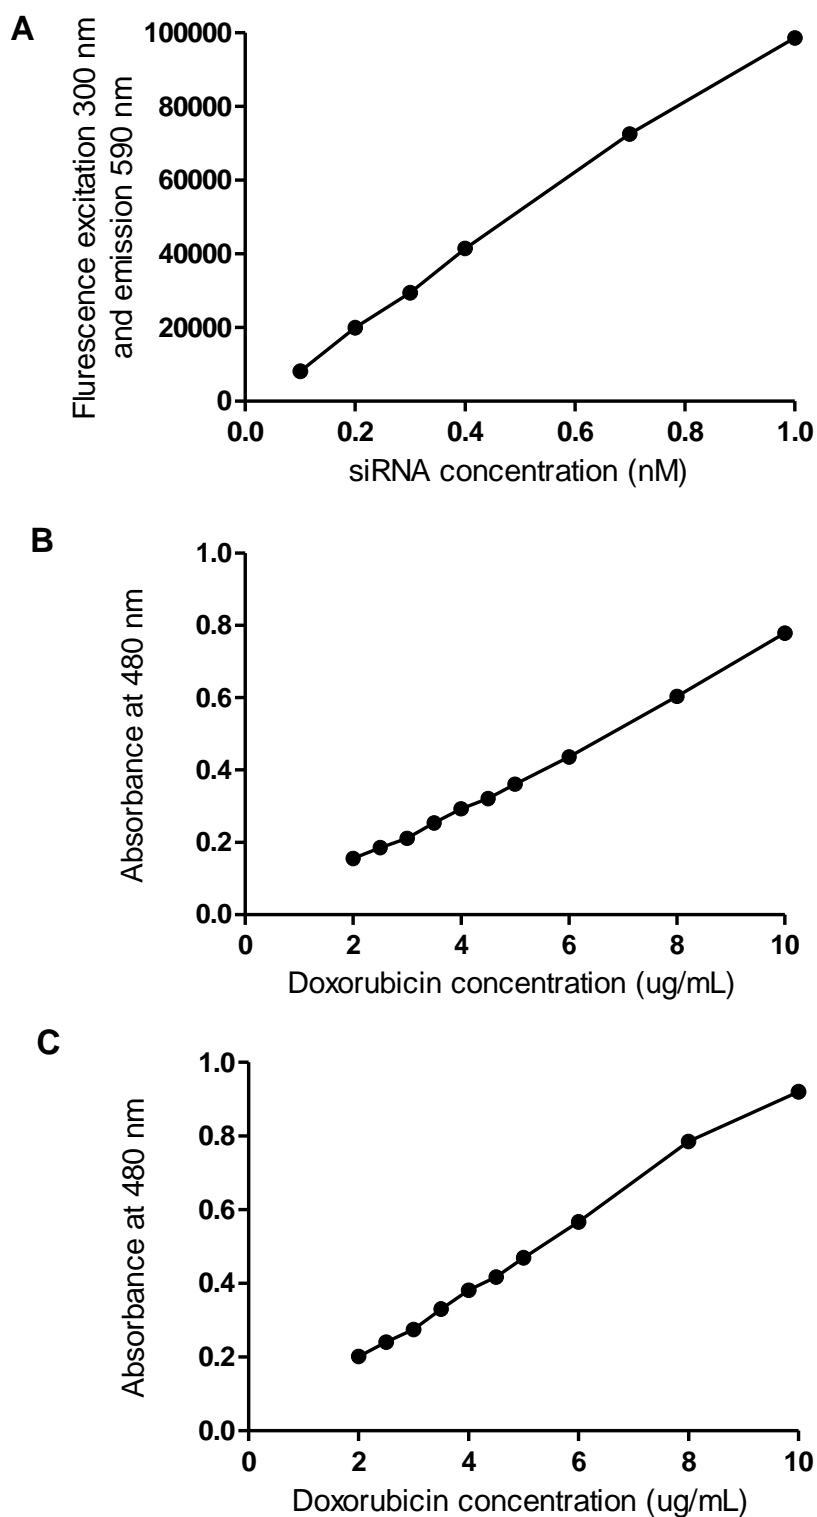 A
Flurescence excitation 300 nm
and emission 590 nm
100000
80000
60000
40000
20000
0
0.0 0.2 0.4 0.6 0.8 1.0
siRNA concentration (nM)
B
Absorbance at 480 nm
1.0
0.8
0.6
0.4
0.2
0.0
0 2 4 6 8 10
Doxorubicin concentration (ug/mL)
C
Absorbance at 480 nm
1.0
0.8
0.6
0.4
0.2
0.0
0 2 4 6 8 10
Doxorubicin concentration (ug/mL)